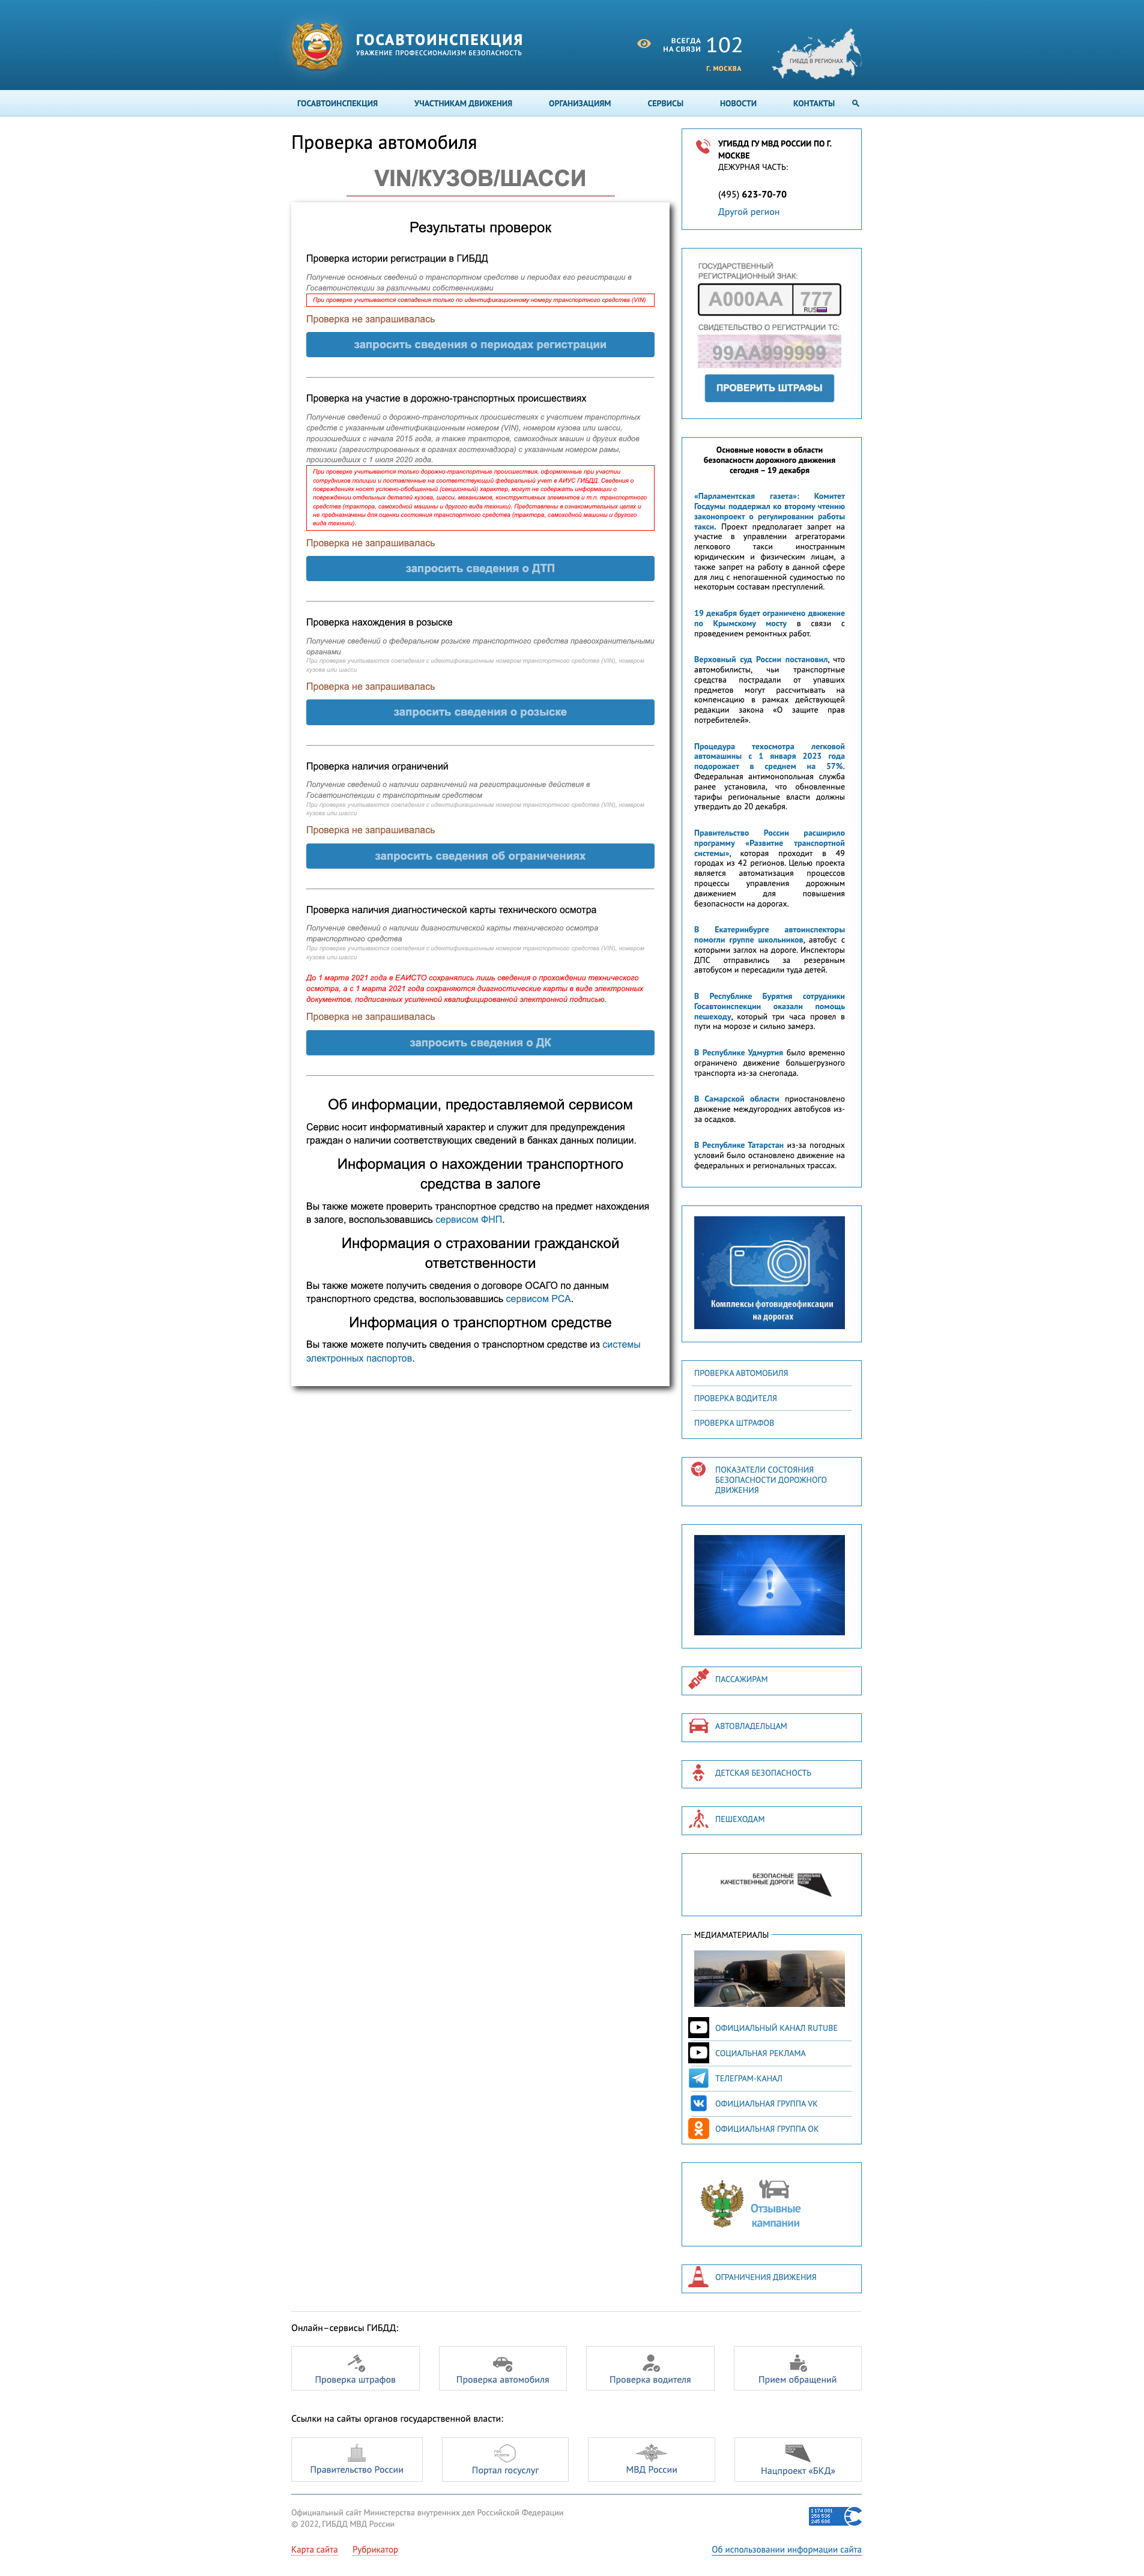 ГОСАВТОИНСПЕКЦИЯ
УВАЖЕНИЕ ПРОФЕССИОНАЛИЗМ БЕЗОПАСНОСТЬ
ВСЕГДА
НА СВЯЗИ 102
Г. МОСКВА
ГИБДД В РЕГИОНАХ
ГОСАВТОИНСПЕКЦИЯ УЧАСТНИКАМ ДВИЖЕНИЯ ОРГАНИЗАЦИЯМ СЕРВИСЫ НОВОСТИ КОНТАКТЫ
Проверка автомобиля
VIN/КУЗОВ/ШАССИ
Результаты проверок
Проверка истории регистрации в ГИБДД
Получение основных сведений о транспортном средстве и периодах его регистрации в
Госавтоинспекции за различными собственниками
При проверке учитываются совпадения только по идентификационному номеру транспортного средства (VIN)
Проверка не запрашивалась
запросить сведения о периодах регистрации
Проверка на участие в дорожно-транспортных происшествиях
Получение сведений о дорожно-транспортных происшествиях с участием транспортных
средств с указанным идентификационным номером (VIN), номером кузова или шасси,
произошедших с начала 2015 года, а также тракторов, самоходных машин и других видов
техники (зарегистрированных в органах гостехнадзора) с указанным номером рамы,
произошедших с 1 июля 2020 года.
При проверке учитываются только дорожно-транспортные происшествия, оформленные при участии
сотрудников полиции и поставленные на соответствующий федеральный учет в АИУС ГИБДД. Сведения о
повреждениях носят условно-обобщенный (секционный) характер, могут не содержать информации о
повреждении отдельных деталей кузова, шасси, механизмов, конструктивных элементов и т.п. транспортного
средства (трактора, самоходной машины и другого вида техники). Представлены в ознакомительных целях и
не предназначены для оценки состояния транспортного средства (трактора, самоходной машины и другого
вида техники).
Проверка не запрашивалась
запросить сведения о ДТП
Проверка нахождения в розыске
Получение сведений о федеральном розыске транспортного средства правоохранительными
органами
При проверке учитываются совпадения с идентификационным номером транспортного средства (VIN), номером
кузова или шасси
Проверка не запрашивалась
запросить сведения о розыске
Проверка наличия ограничений
Получение сведений о наличии ограничений на регистрационные действия в
Госавтоинспекции с транспортным средством
При проверке учитываются совпадения с идентификационным номером транспортного средства (VIN), номером
кузова или шасси
Проверка не запрашивалась
запросить сведения об ограничениях
Проверка наличия диагностической карты технического осмотра
Получение сведений о наличии диагностической карты технического осмотра
транспортного средства
При проверке учитываются совпадения с идентификационным номером транспортного средства (VIN), номером
кузова или шасси
До 1 марта 2021 года в ЕАИСТО сохранялись лишь сведения о прохождении технического
осмотра, а с 1 марта 2021 года сохраняются диагностические карты в виде электронных
документов, подписанных усиленной квалифицированной электронной подписью.
Проверка не запрашивалась
запросить сведения о ДК
Об информации, предоставляемой сервисом
Сервис носит информативный характер и служит для предупреждения
граждан о наличии соответствующих сведений в банках данных полиции.
Информация о нахождении транспортного
средства в залоге
Вы также можете проверить транспортное средство на предмет нахождения
в залоге, воспользовавшись сервисом ФНП.
Информация о страховании гражданской
ответственности
Вы также можете получить сведения о договоре ОСАГО по данным
транспортного средства, воспользовавшись сервисом РСА.
Информация о транспортном средстве
Вы также можете получить сведения о транспортном средстве из системы
электронных паспортов.
УГИБДД ГУ МВД РОССИИ ПО Г.
МОСКВЕ
ДЕЖУРНАЯ ЧАСТЬ:
(495) 623-70-70
Другой регион
ГОСУДАРСТВЕННЫЙ
РЕГИСТРАЦИОННЫЙ ЗНАК:
А000АА 777
RUS
СВИДЕТЕЛЬСТВО О РЕГИСТРАЦИИ ТС:
99АА999999
ПРОВЕРИТЬ ШТРАФЫ
Основные новости в области
безопасности дорожного движения
сегодня – 19 декабря
«Парламентская газета»: Комитет
Госдумы поддержал ко второму чтению
законопроект о регулировании работы
такси. Проект предполагает запрет на
участие в управлении агрегаторами
легкового такси иностранным
юридическим и физическим лицам, а
также запрет на работу в данной сфере
для лиц с непогашенной судимостью по
некоторым составам преступлений.
19 декабря будет ограничено движение
по Крымскому мосту в связи с
проведением ремонтных работ.
Верховный суд России постановил, что
автомобилисты, чьи транспортные
средства пострадали от упавших
предметов могут рассчитывать на
компенсацию в рамках действующей
редакции закона «О защите прав
потребителей».
Процедура техосмотра легковой
автомашины с 1 января 2023 года
подорожает в среднем на 57%.
Федеральная антимонопольная служба
ранее установила, что обновленные
тарифы региональные власти должны
утвердить до 20 декабря.
Правительство России расширило
программу «Развитие транспортной
системы», которая проходит в 49
городах из 42 регионов. Целью проекта
является автоматизация процессов
процессы управления дорожным
движением для повышения
безопасности на дорогах.
В Екатеринбурге автоинспекторы
помогли группе школьников, автобус с
которыми заглох на дороге. Инспекторы
ДПС отправились за резервным
автобусом и пересадили туда детей.
В Республике Бурятия сотрудники
Госавтоинспекции оказали помощь
пешеходу, который три часа провел в
пути на морозе и сильно замерз.
В Республике Удмуртия было временно
ограничено движение большегрузного
транспорта из-за снегопада.
В Самарской области приостановлено
движение междугородних автобусов из-
за осадков.
В Республике Татарстан из-за погодных
условий было остановлено движение на
федеральных и региональных трассах.
Комплексы фотовидеофиксации
на дорогах
ПРОВЕРКА АВТОМОБИЛЯ
ПРОВЕРКА ВОДИТЕЛЯ
ПРОВЕРКА ШТРАФОВ
ПОКАЗАТЕЛИ СОСТОЯНИЯ
БЕЗОПАСНОСТИ ДОРОЖНОГО
ДВИЖЕНИЯ
ПАССАЖИРАМ
АВТОВЛАДЕЛЬЦАМ
ДЕТСКАЯ БЕЗОПАСНОСТЬ
ПЕШЕХОДАМ
БЕЗОПАСНЫЕ
КАЧЕСТВЕННЫЕ ДОРОГИ
МЕДИАМАТЕРИАЛЫ
ОФИЦИАЛЬНЫЙ КАНАЛ RUTUBE
СОЦИАЛЬНАЯ РЕКЛАМА
ТЕЛЕГРАМ-КАНАЛ
ОФИЦИАЛЬНАЯ ГРУППА VK
ОФИЦИАЛЬНАЯ ГРУППА ОК
Отзывные
кампании
ОГРАНИЧЕНИЯ ДВИЖЕНИЯ
Онлайн–сервисы ГИБДД:
Проверка штрафов Проверка автомобиля Проверка водителя Прием обращений
Ссылки на сайты органов государственной власти:
Правительство России Портал госуслуг МВД России Нацпроект «БКД»
Официальный сайт Министерства внутренних дел Российской Федерации
© 2022, ГИБДД МВД России
Карта сайта Рубрикатор Об использовании информации сайта